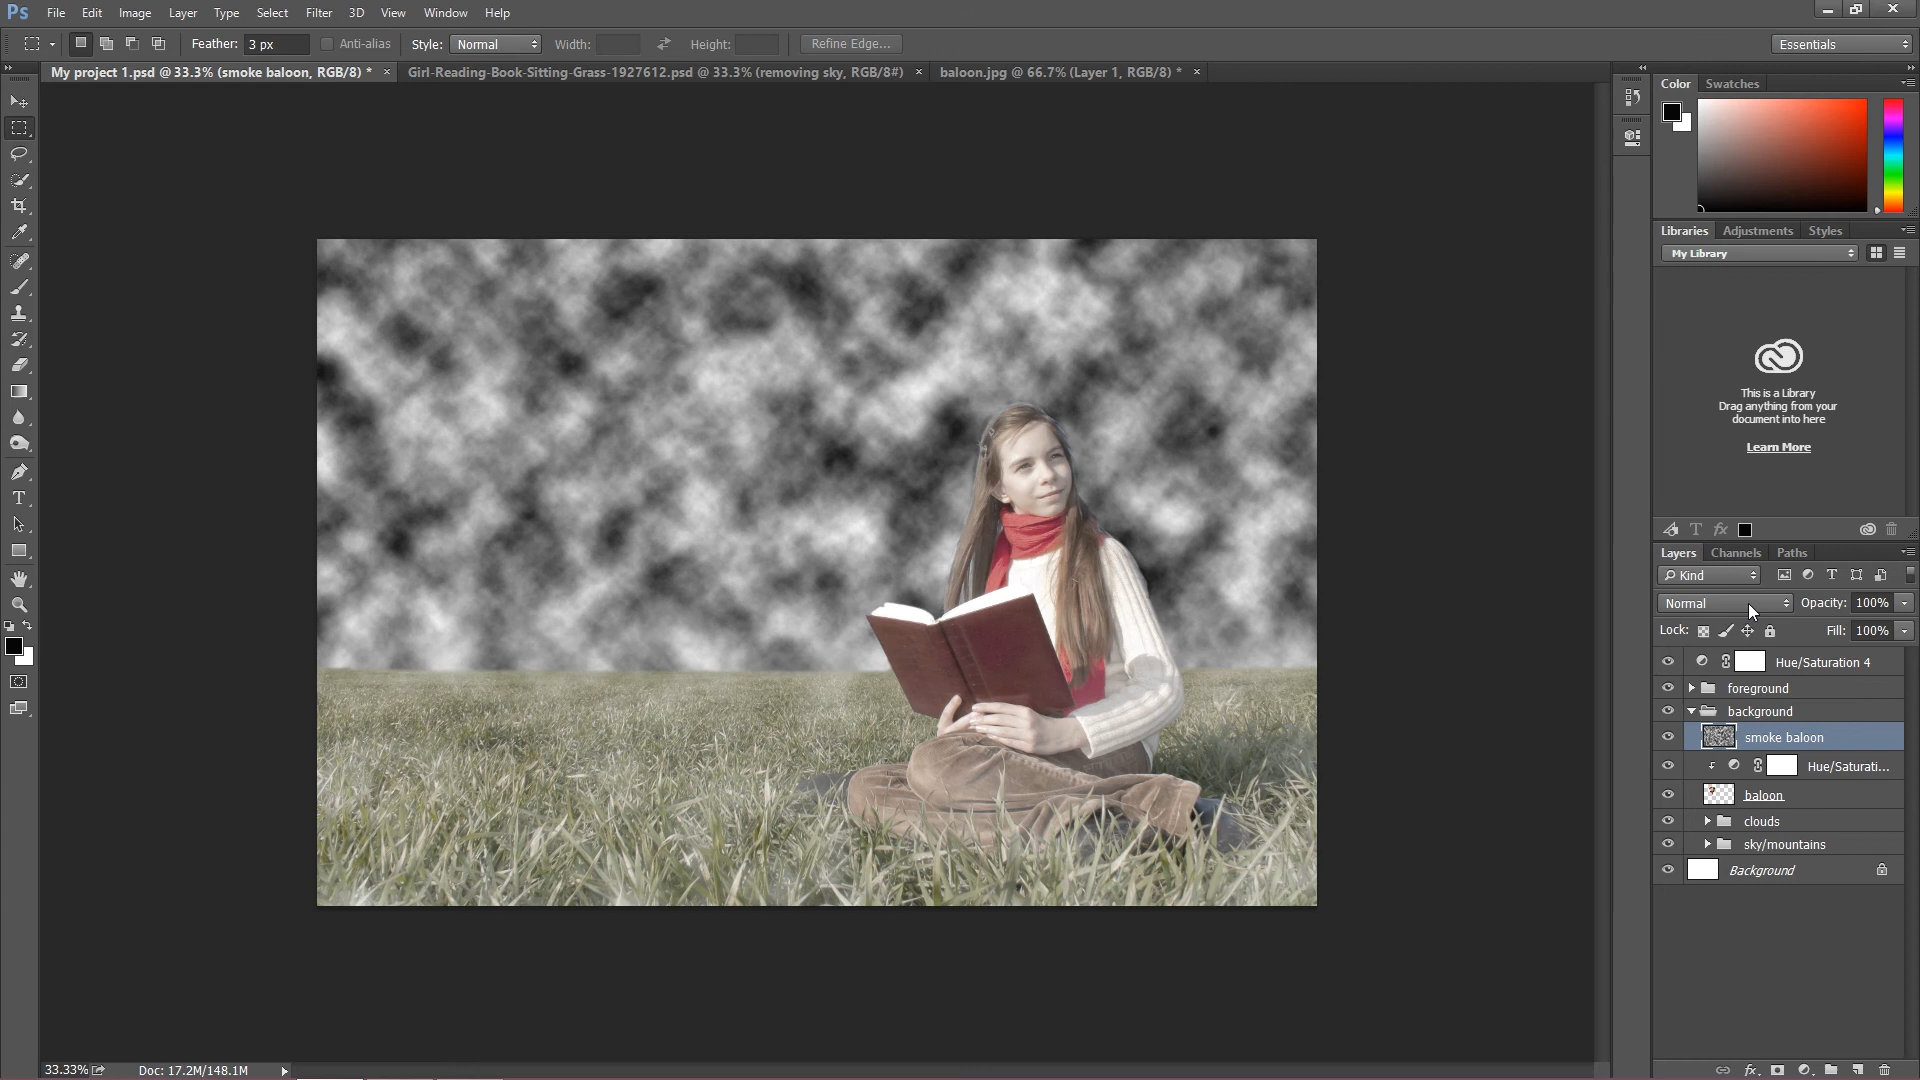 Ps File Edit Image Layer Type Select Filter 3D View Window Help
Feather: 3 px Anti-alias Style: Normal Width: Height: Refine Edge... Essentials
My project 1.psd @ 33.3% (smoke baloon, RGB/8) * × Girl-Reading-Book-Sitting-Grass-1927612.psd @ 33.3% (removing sky, RGB/8#) × baloon.jpg @ 66.7% (Layer 1, RGB/8) * ×
Color Swatches
Libraries Adjustments Styles
My Library
This is a Library
Drag anything from your
document into here
Learn More
Layers Channels Paths
Kind
Normal Opacity: 100%
Lock: Fill: 100%
Hue/Saturation 4
foreground
background
smoke baloon
Hue/Saturati...
baloon
clouds
sky/mountains
Background
33.33% Doc: 17.2M/148.1M